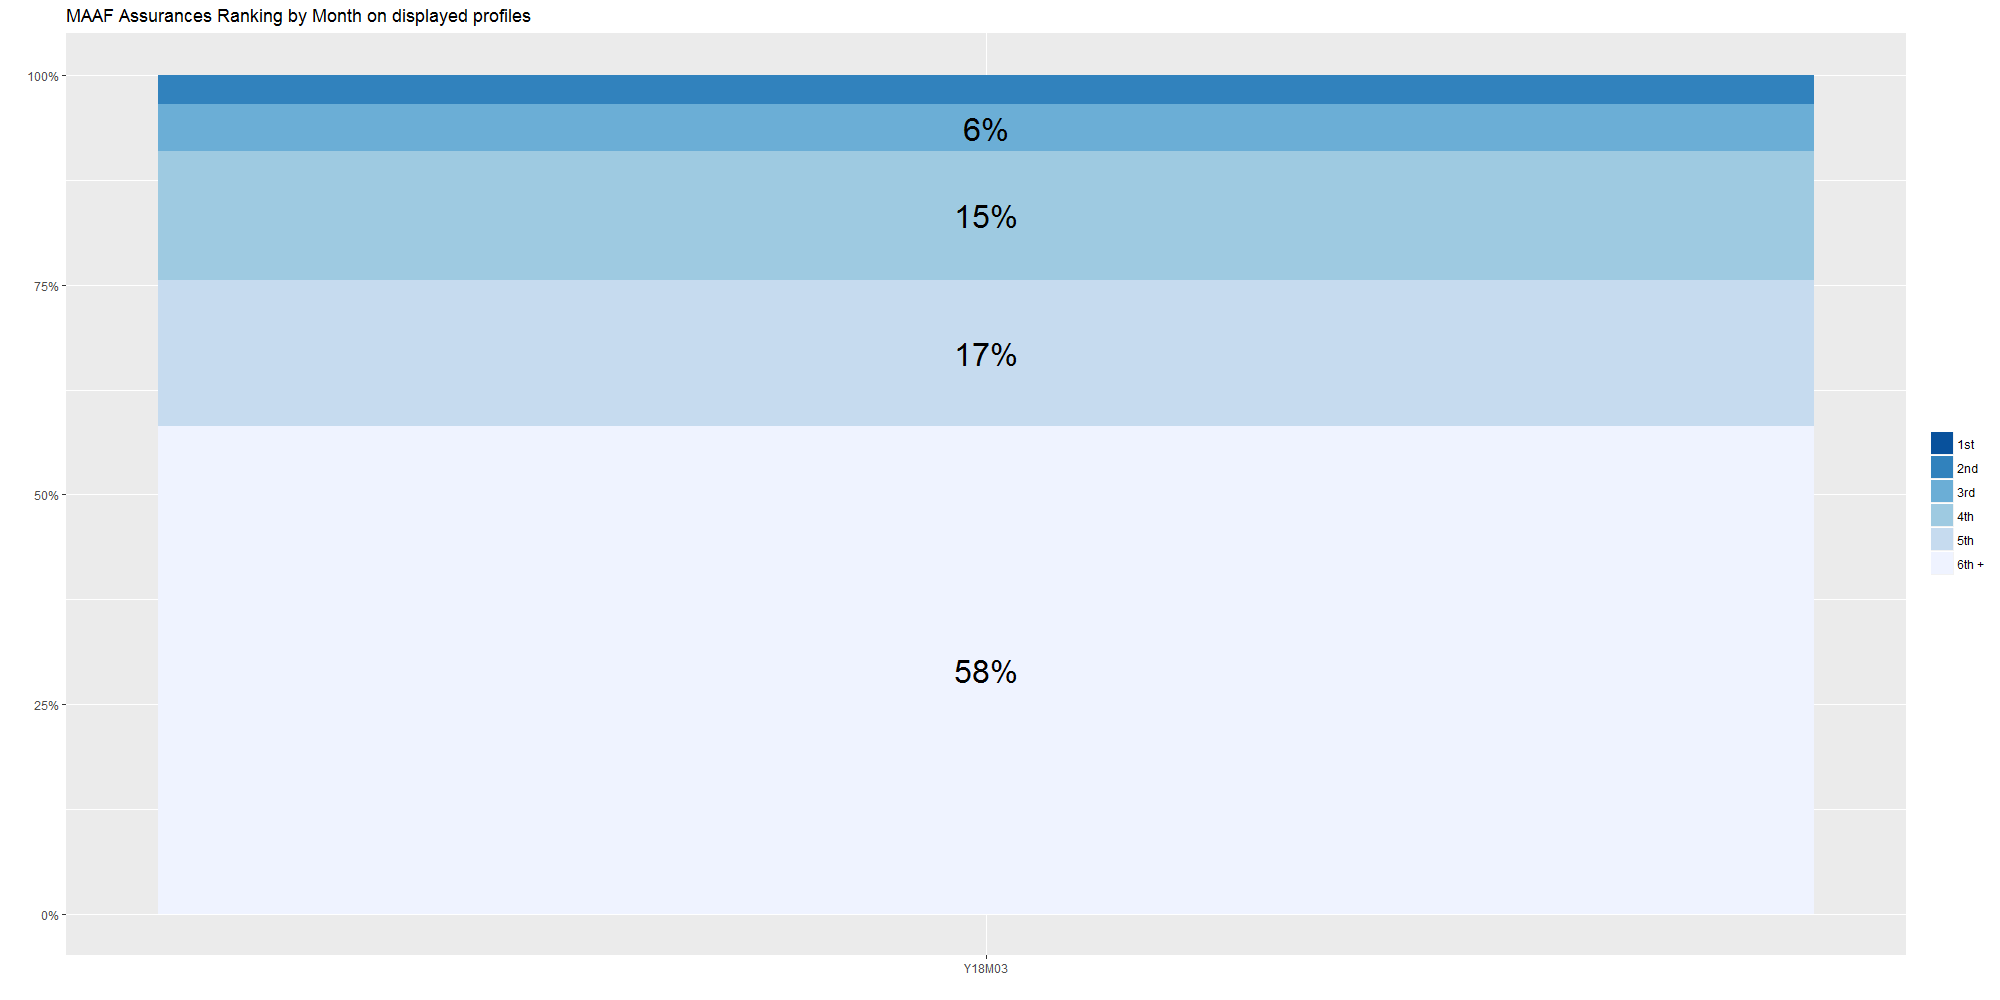 MAAF Assurances Ranking by Month on displayed profiles
100%
75%
50%
25%
0%
6%
15%
17%
58%
Y18M03
1st
2nd
3rd
4th
5th
6th +